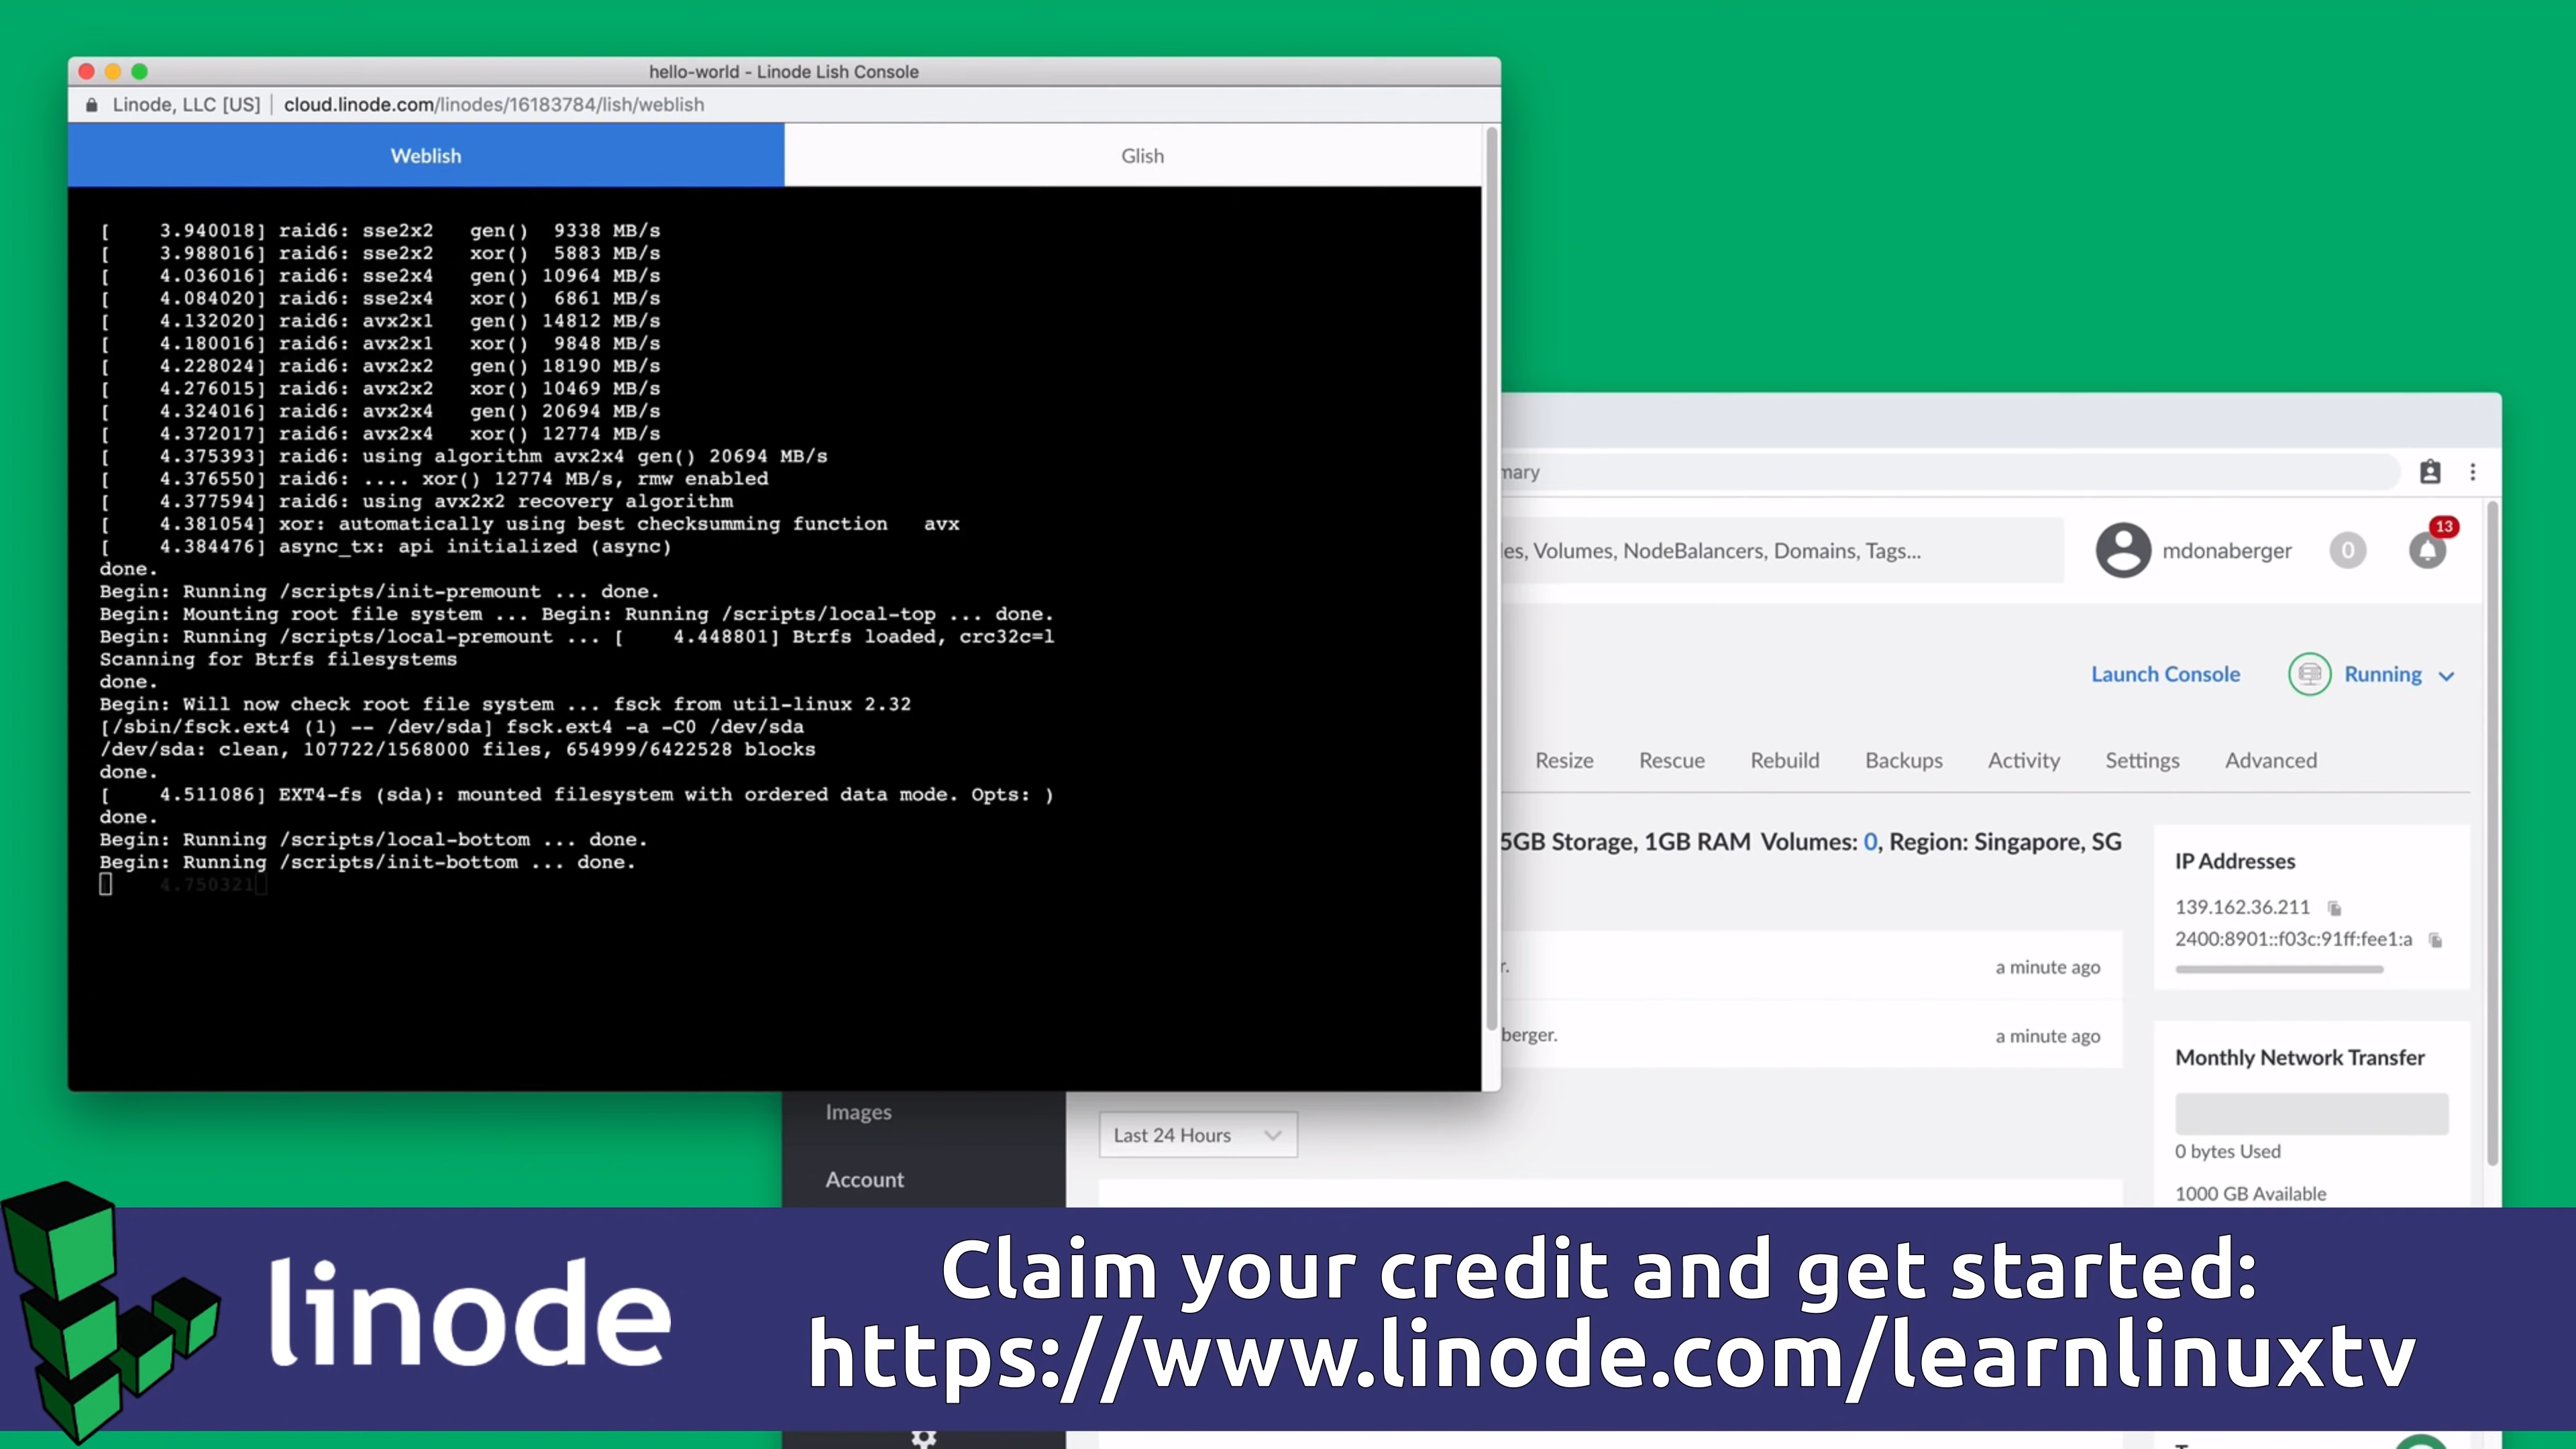 hello-world - Linode Lish Console
Linode, LLC [US] | cloud.linode.com/linodes/16183784/lish/weblish
Weblish
Glish
[    3.940018] raid6: sse2x2   gen()  9338 MB/s
[    3.988016] raid6: sse2x2   xor()  5883 MB/s
[    4.036016] raid6: sse2x4   gen() 10964 MB/s
[    4.084020] raid6: sse2x4   xor()  6861 MB/s
[    4.132020] raid6: avx2x1   gen() 14812 MB/s
[    4.180016] raid6: avx2x1   xor()  9848 MB/s
[    4.228024] raid6: avx2x2   gen() 18190 MB/s
[    4.276015] raid6: avx2x2   xor() 10469 MB/s
[    4.324016] raid6: avx2x4   gen() 20694 MB/s
[    4.372017] raid6: avx2x4   xor() 12774 MB/s
[    4.375393] raid6: using algorithm avx2x4 gen() 20694 MB/s
[    4.376550] raid6: .... xor() 12774 MB/s, rmw enabled
[    4.377594] raid6: using avx2x2 recovery algorithm
[    4.381054] xor: automatically using best checksumming function   avx
[    4.384476] async_tx: api initialized (async)
done.
Begin: Running /scripts/init-premount ... done.
Begin: Mounting root file system ... Begin: Running /scripts/local-top ... done.
Begin: Running /scripts/local-premount ... [    4.448801] Btrfs loaded, crc32c=l
Scanning for Btrfs filesystems
done.
Begin: Will now check root file system ... fsck from util-linux 2.32
[/sbin/fsck.ext4 (1) -- /dev/sda] fsck.ext4 -a -C0 /dev/sda
/dev/sda: clean, 107722/1568000 files, 654999/6422528 blocks
done.
[    4.511086] EXT4-fs (sda): mounted filesystem with ordered data mode. Opts: )
done.
Begin: Running /scripts/local-bottom ... done.
Begin: Running /scripts/init-bottom ... done.
4.750321
mary
es, Volumes, NodeBalancers, Domains, Tags...
mdonaberger
0
13
Launch Console
Running
Resize
Rescue
Rebuild
Backups
Activity
Settings
Advanced
5GB Storage, 1GB RAM Volumes: 0, Region: Singapore, SG
IP Addresses
139.162.36.211
2400:8901::f03c:91ff:fee1:a
r.
a minute ago
berger.
a minute ago
Monthly Network Transfer
0 bytes Used
1000 GB Available
Images
Account
Last 24 Hours
linode
Claim your credit and get started:
https://www.linode.com/learnlinuxtv